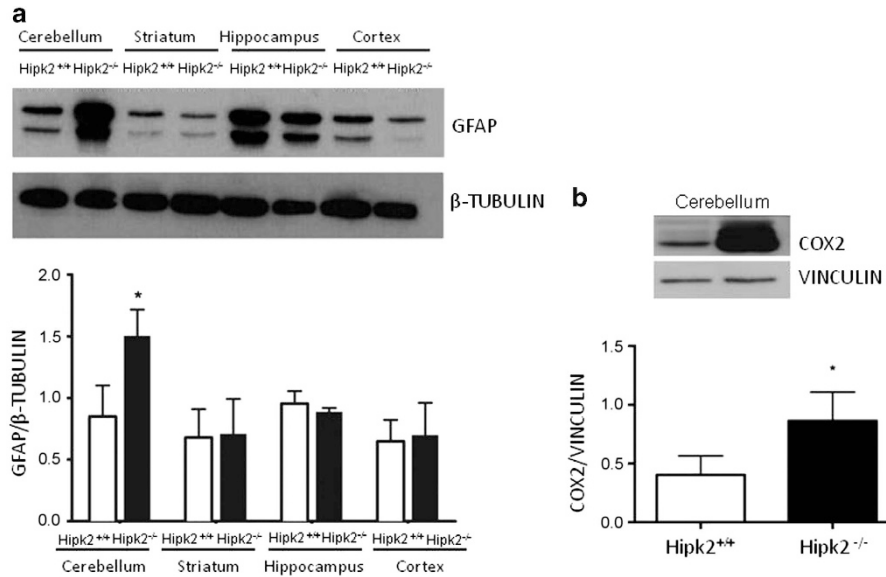 a
Cerebellum Striatum Hippocampus Cortex
Hipk2 +/+ Hipk2 -/- Hipk2 +/+ Hipk2 -/- Hipk2 +/+ Hipk2 -/- Hipk2 +/+ Hipk2 -/-
GFAP
β-TUBULIN
GFAP/β-TUBULIN
2.0
1.5
1.0
0.5
0.0
*
Hipk2 +/+ Hipk2 -/- Hipk2 +/+ Hipk2 -/- Hipk2 +/+ Hipk2 -/- Hipk2 +/+ Hipk2 -/-
Cerebellum Striatum Hippocampus Cortex
b
Cerebellum
COX2
VINCULIN
COX2/VINCULIN
1.5
1.0
0.5
0.0
*
Hipk2+/+ Hipk2 -/-